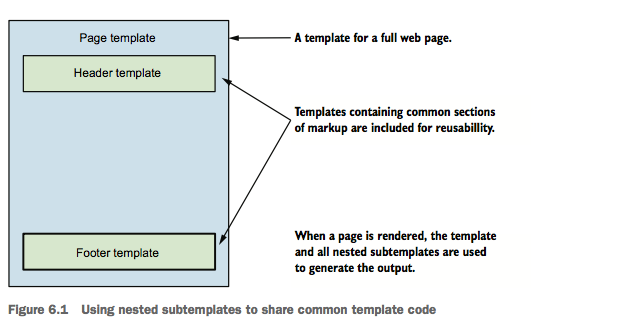 Page template
A template for a full web page.
Header template
Templates containing common sections
of markup are included for reusabillity.
Footer template
When a page is rendered, the template
and all nested subtemplates are used
to generate the output.
Figure 6.1 Using nested subtemplates to share common template code